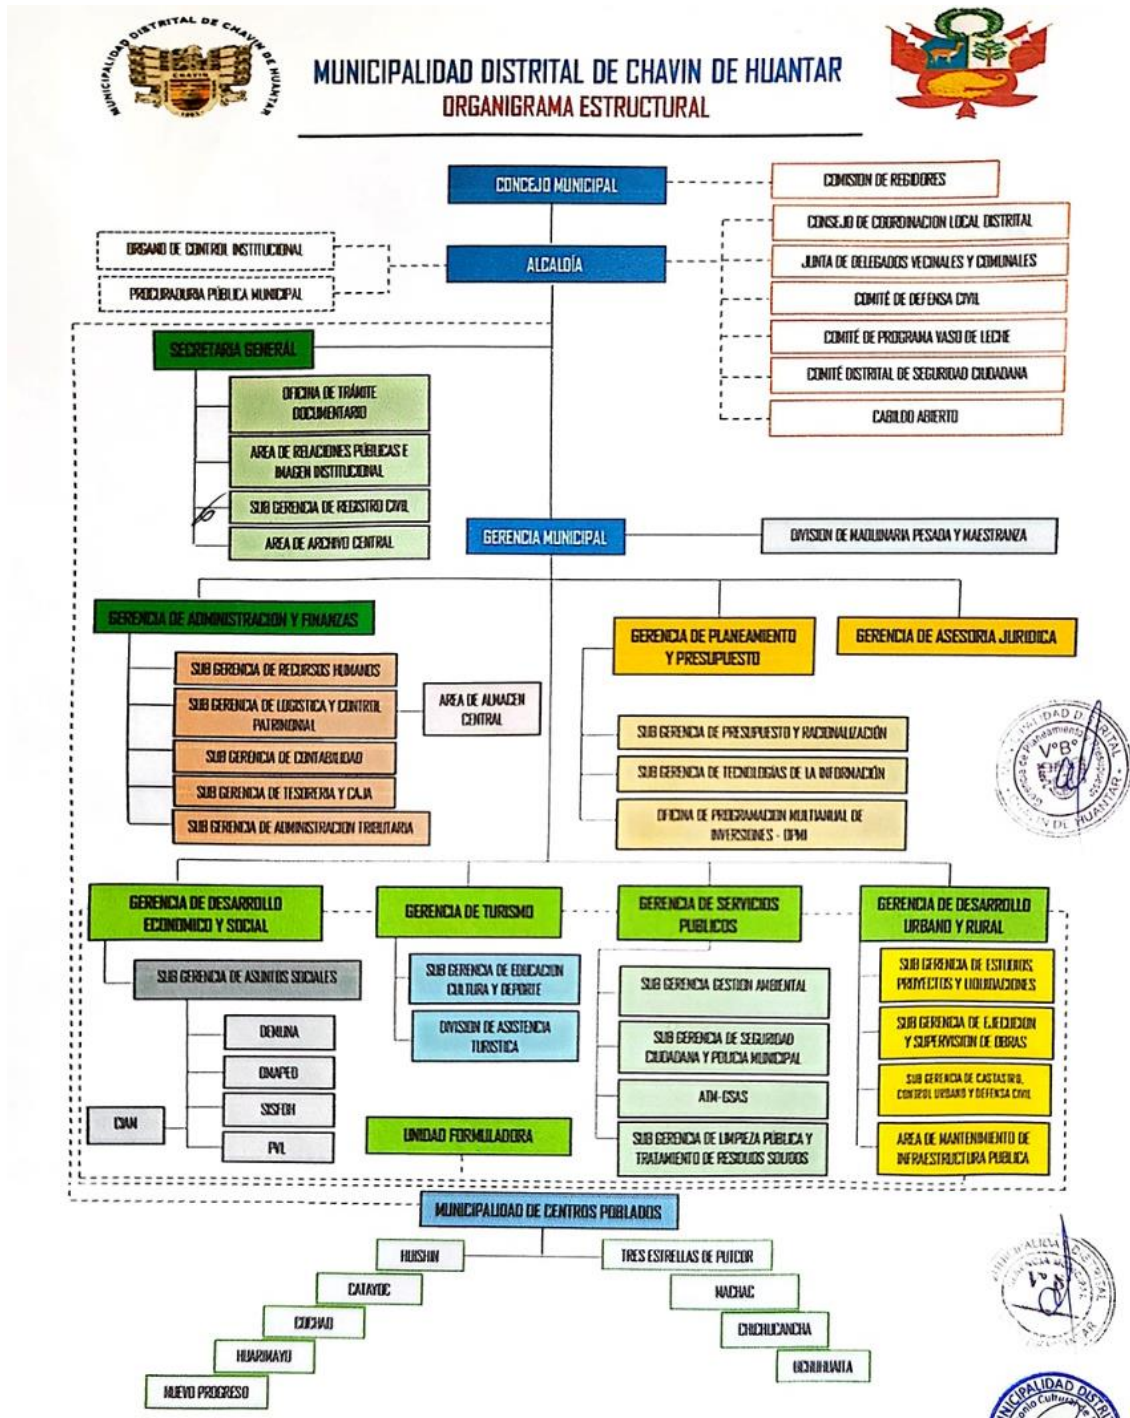 MUNICIPALIDAD DISTRITAL DE CHAVIN DE HUANTAR
CHAVIN
MUNICIPALIDAD DISTRITAL DE CHAVIN DE HUANTAR
ORGANIGRAMA ESTRUCTURAL
CONCEJO MUNICIPAL
COMISION DE REGIDORES
CONSEJO DE COORDINACION LOCAL DISTRITAL
ORGANO DE CONTROL INSTITUCIONAL
ALCALDÍA
JUNTA DE DELEGADOS VECINALES Y COMUNALES
PROCURADURIA PÚBLICA MUNICIPAL
COMITÉ DE DEFENSA CIVIL
SECRETARIA GENERAL
COMITÉ DE PROGRAMA VASO DE LECHE
COMITÉ DISTRITAL DE SEGURIDAD CIUDADANA
CABILDO ABIERTO
OFICINA DE TRÁMITE
DOCUMENTARIO
AREA DE RELACIONES PÚBLICAS E
IMAGEN INSTITUCIONAL
SUB GERENCIA DE REGISTRO CIVIL
AREA DE ARCHIVO CENTRAL
GERENCIA MUNICIPAL
DIVISION DE MAQUINARIA PESADA Y MAESTRANZA
GERENCIA DE ADMINISTRACION Y FINANZAS
GERENCIA DE PLANEAMIENTO
Y PRESUPUESTO
GERENCIA DE ASESORIA JURIDICA
SUB GERENCIA DE RECURSOS HUMANOS
SUB GERENCIA DE LOGISTICA Y CONTROL
PATRIMONIAL
AREA DE ALMACEN
CENTRAL
SUB GERENCIA DE CONTABILIDAD
SUB GERENCIA DE TESORERIA Y CAJA
SUB GERENCIA DE ADMINISTRACION TRIBUTARIA
SUB GERENCIA DE PRESUPUESTO Y RACIONALIZACIÓN
SUB GERENCIA DE TECNOLOGÍAS DE LA INFORMACIÓN
OFICINA DE PROGRAMACION MULTIANUAL DE
INVERSIONES - OPMI
V°B°
GERENCIA DE DESARROLLO
ECONOMICO Y SOCIAL
GERENCIA DE TURISMO
GERENCIA DE SERVICIOS
PUBLICOS
GERENCIA DE DESARROLLO
URBANO Y RURAL
SUB GERENCIA DE ASUNTOS SOCIALES
DEMUNA
OMAPED
SISFOH
CIAM
PVL
SUB GERENCIA DE EDUCACION
CULTURA Y DEPORTE
DIVISION DE ASISTENCIA
TURISTICA
UNIDAD FORMULADORA
SUB GERENCIA GESTION AMBIENTAL
SUB GERENCIA DE SEGURIDAD
CIUDADANA Y POLICIA MUNICIPAL
ATM-GSAS
SUB GERENCIA DE LIMPIEZA PÚBLICA Y
TRATAMIENTO DE RESIDUOS SOLIDOS
SUB GERENCIA DE ESTUDIOS,
PROYECTOS Y LIQUIDACIONES
SUB GERENCIA DE EJECUCION
Y SUPERVISION DE OBRAS
SUB GERENCIA DE CASTASTRO,
CONTROL URBANO Y DEFENSA CIVIL
AREA DE MANTENIMIENTO DE
INFRAESTRUCTURA PUBLICA
MUNICIPALIDAD DE CENTROS POBLADOS
HUISHIN
TRES ESTRELLAS DE PUTCOR
CATAYOC
MACHAC
COCHAO
CHICHUCANCHA
HUARIMAYO
UCHUHUAITA
NUEVO PROGRESO